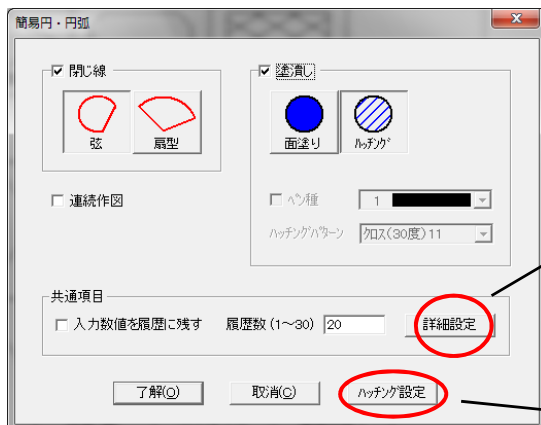 簡易円・円弧
閉じ線
塗潰し
弦
扇型
面塗り
ﾊｯﾁﾝｸﾞ
連続作図
ペン種
1
ハッチングパターン
クロス(30度)11
共通項目
入力数値を履歴に残す
履歴数(1～30)
20
詳細設定
了解(O)
取消(C)
ハッチング設定